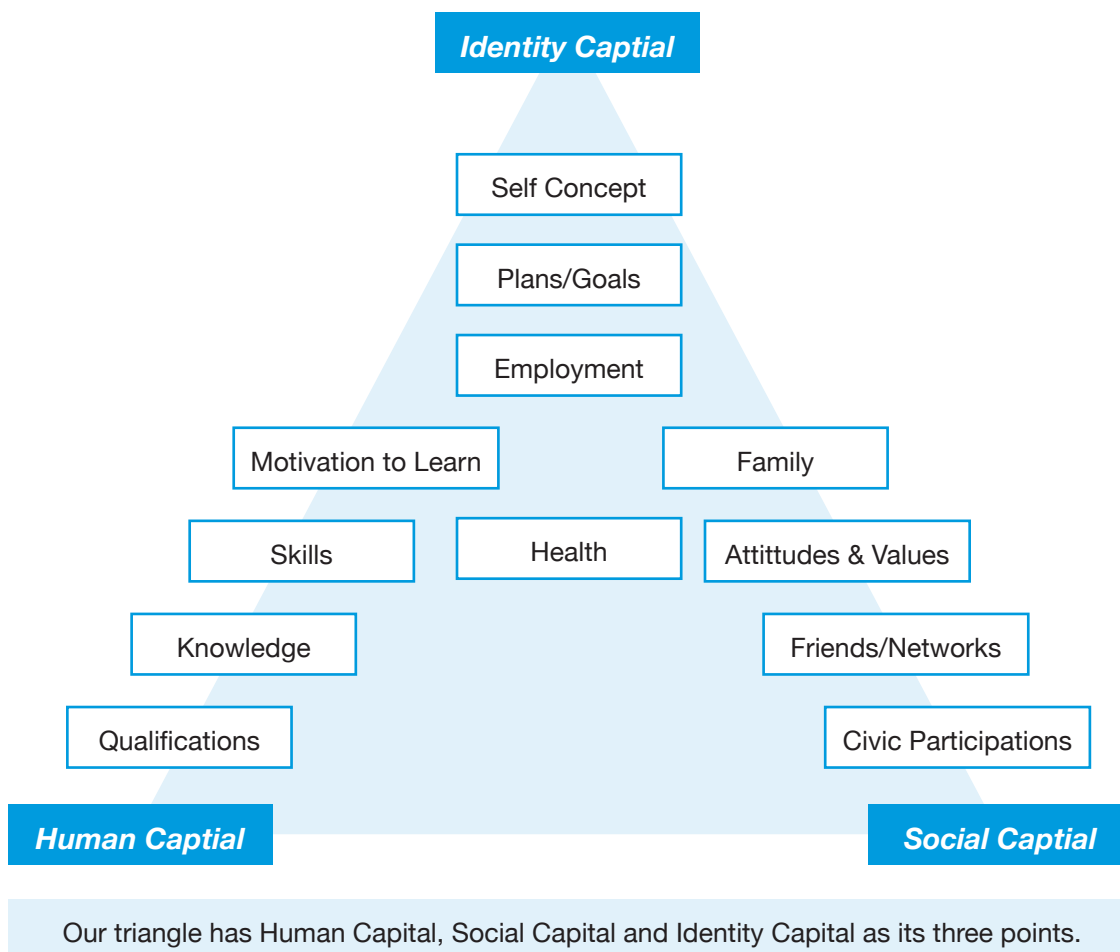 Identity Captial
Self Concept
Plans/Goals
Employment
Motivation to Learn
Family
Skills
Health
Attittudes & Values
Knowledge
Friends/Networks
Qualifications
Civic Participations
Human Captial
Social Captial
Our triangle has Human Capital, Social Capital and Identity Capital as its three points.